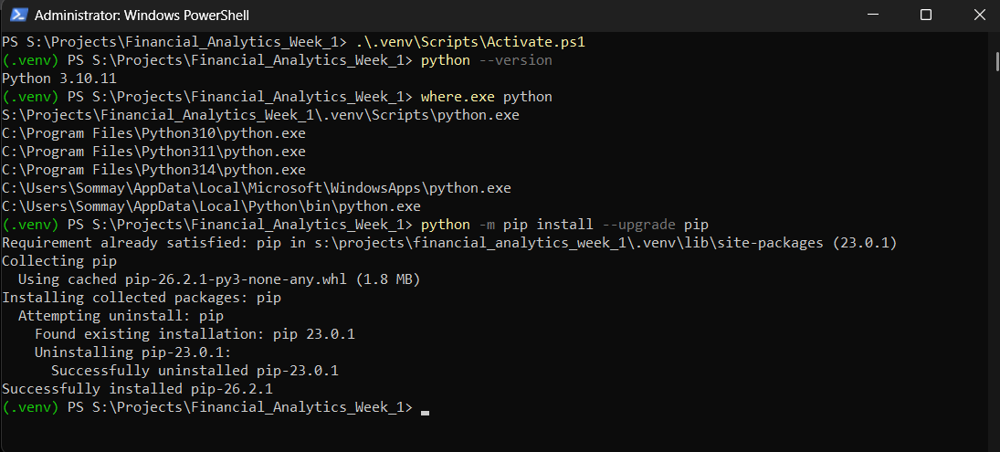 Administrator: Windows PowerShell
PS S:\Projects\Financial_Analytics_Week_1> .\.venv\Scripts\Activate.ps1
(.venv) PS S:\Projects\Financial_Analytics_Week_1> python --version
Python 3.10.11
(.venv) PS S:\Projects\Financial_Analytics_Week_1> where.exe python
S:\Projects\Financial_Analytics_Week_1\.venv\Scripts\python.exe
C:\Program Files\Python310\python.exe
C:\Program Files\Python311\python.exe
C:\Program Files\Python314\python.exe
C:\Users\Sommay\AppData\Local\Microsoft\WindowsApps\python.exe
C:\Users\Sommay\AppData\Local\Python\bin\python.exe
(.venv) PS S:\Projects\Financial_Analytics_Week_1> python -m pip install --upgrade pip
Requirement already satisfied: pip in s:\projects\financial_analytics_week_1\.venv\lib\site-packages (23.0.1)
Collecting pip
  Using cached pip-26.2.1-py3-none-any.whl (1.8 MB)
Installing collected packages: pip
  Attempting uninstall: pip
    Found existing installation: pip 23.0.1
    Uninstalling pip-23.0.1:
      Successfully uninstalled pip-23.0.1
Successfully installed pip-26.2.1
(.venv) PS S:\Projects\Financial_Analytics_Week_1>